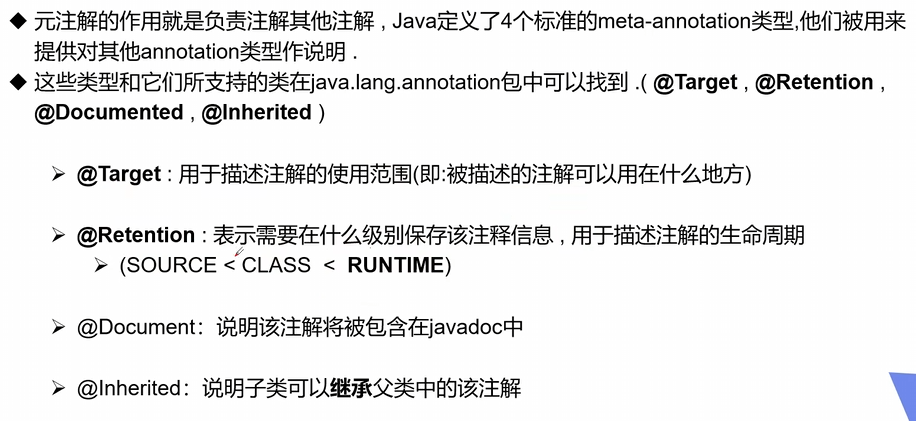 ◆ 元注解的作用就是负责注解其他注解 , Java定义了4个标准的meta-annotation类型,他们被用来
提供对其他annotation类型作说明 .
◆ 这些类型和它们所支持的类在java.lang.annotation包中可以找到 .( @Target , @Retention ,
@Documented , @Inherited )
➢ @Target : 用于描述注解的使用范围(即:被描述的注解可以用在什么地方)
➢ @Retention : 表示需要在什么级别保存该注释信息 , 用于描述注解的生命周期
➢ (SOURCE < CLASS < RUNTIME)
➢ @Document：说明该注解将被包含在javadoc中
➢ @Inherited：说明子类可以继承父类中的该注解